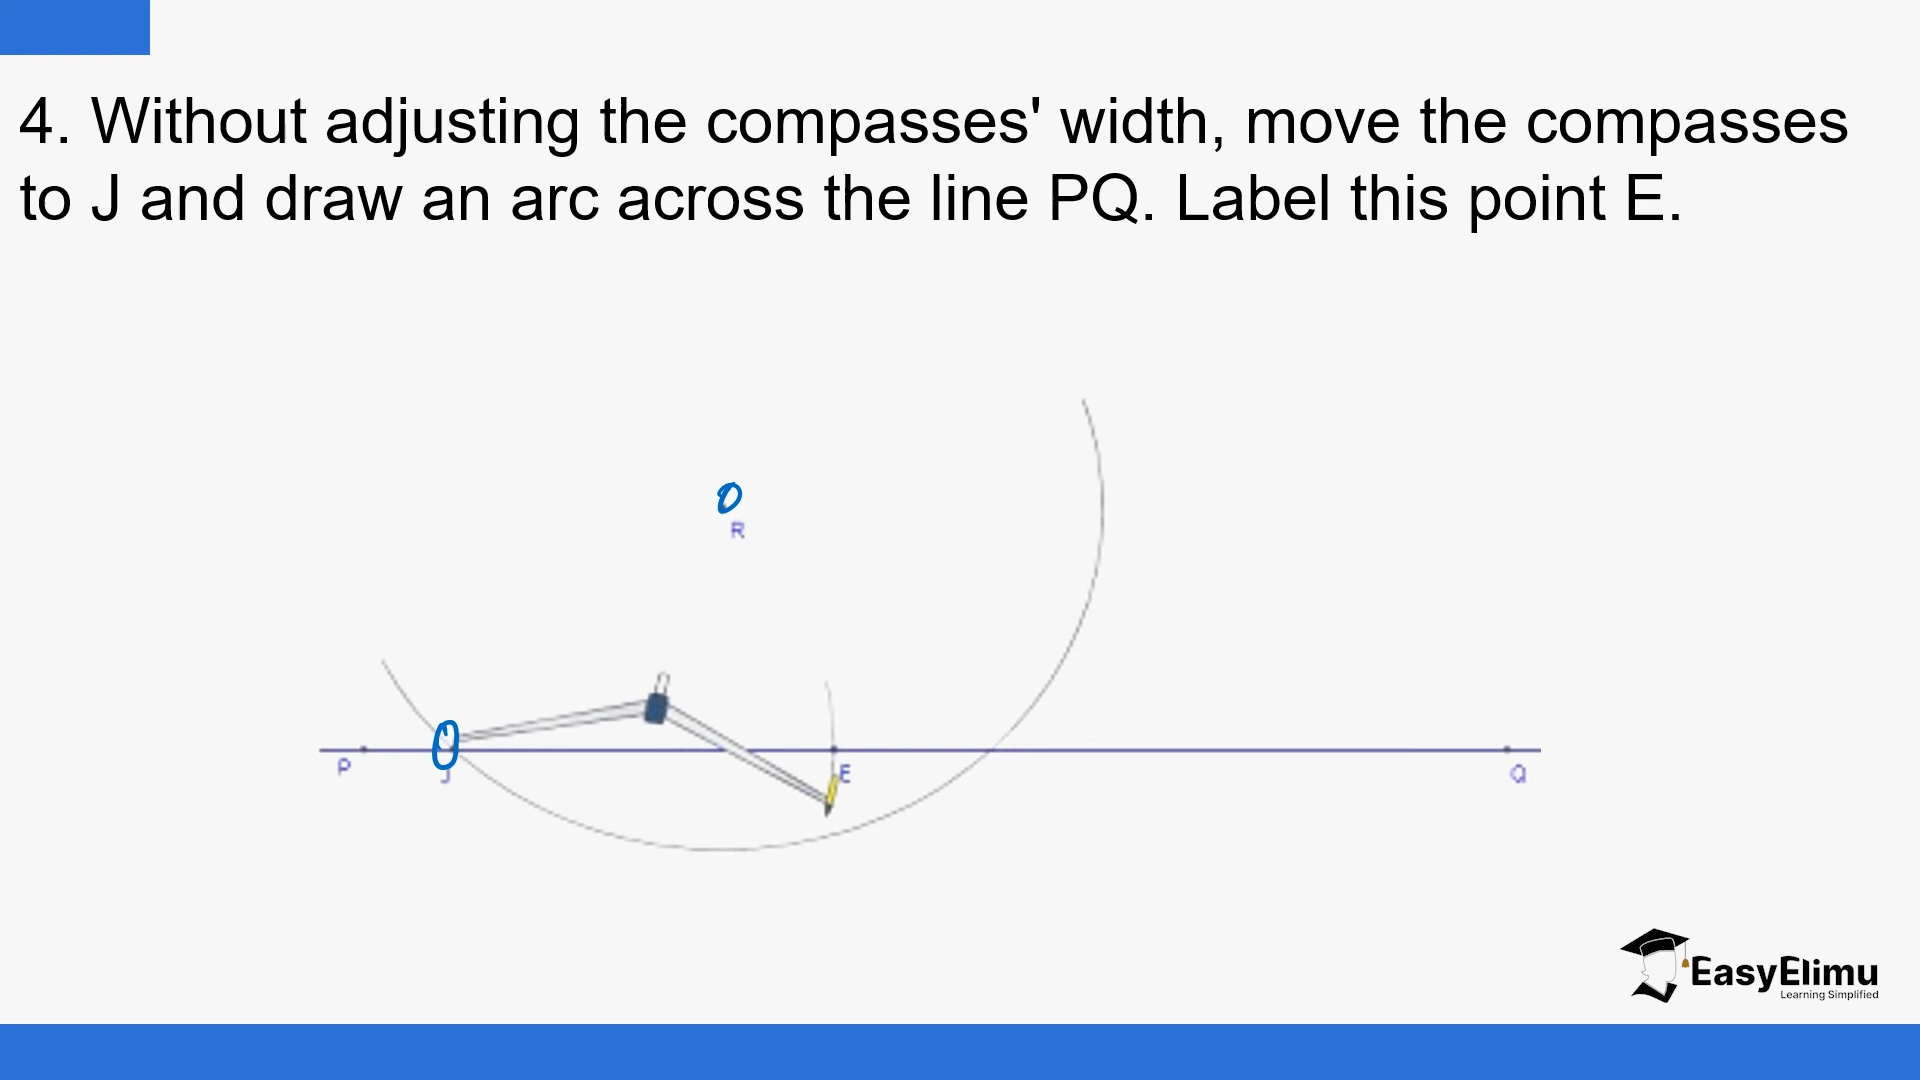 4. Without adjusting the compasses' width, move the compasses
to J and draw an arc across the line PQ. Label this point E.
R
P
J
E
Q
EasyElimu
Learning Simplified